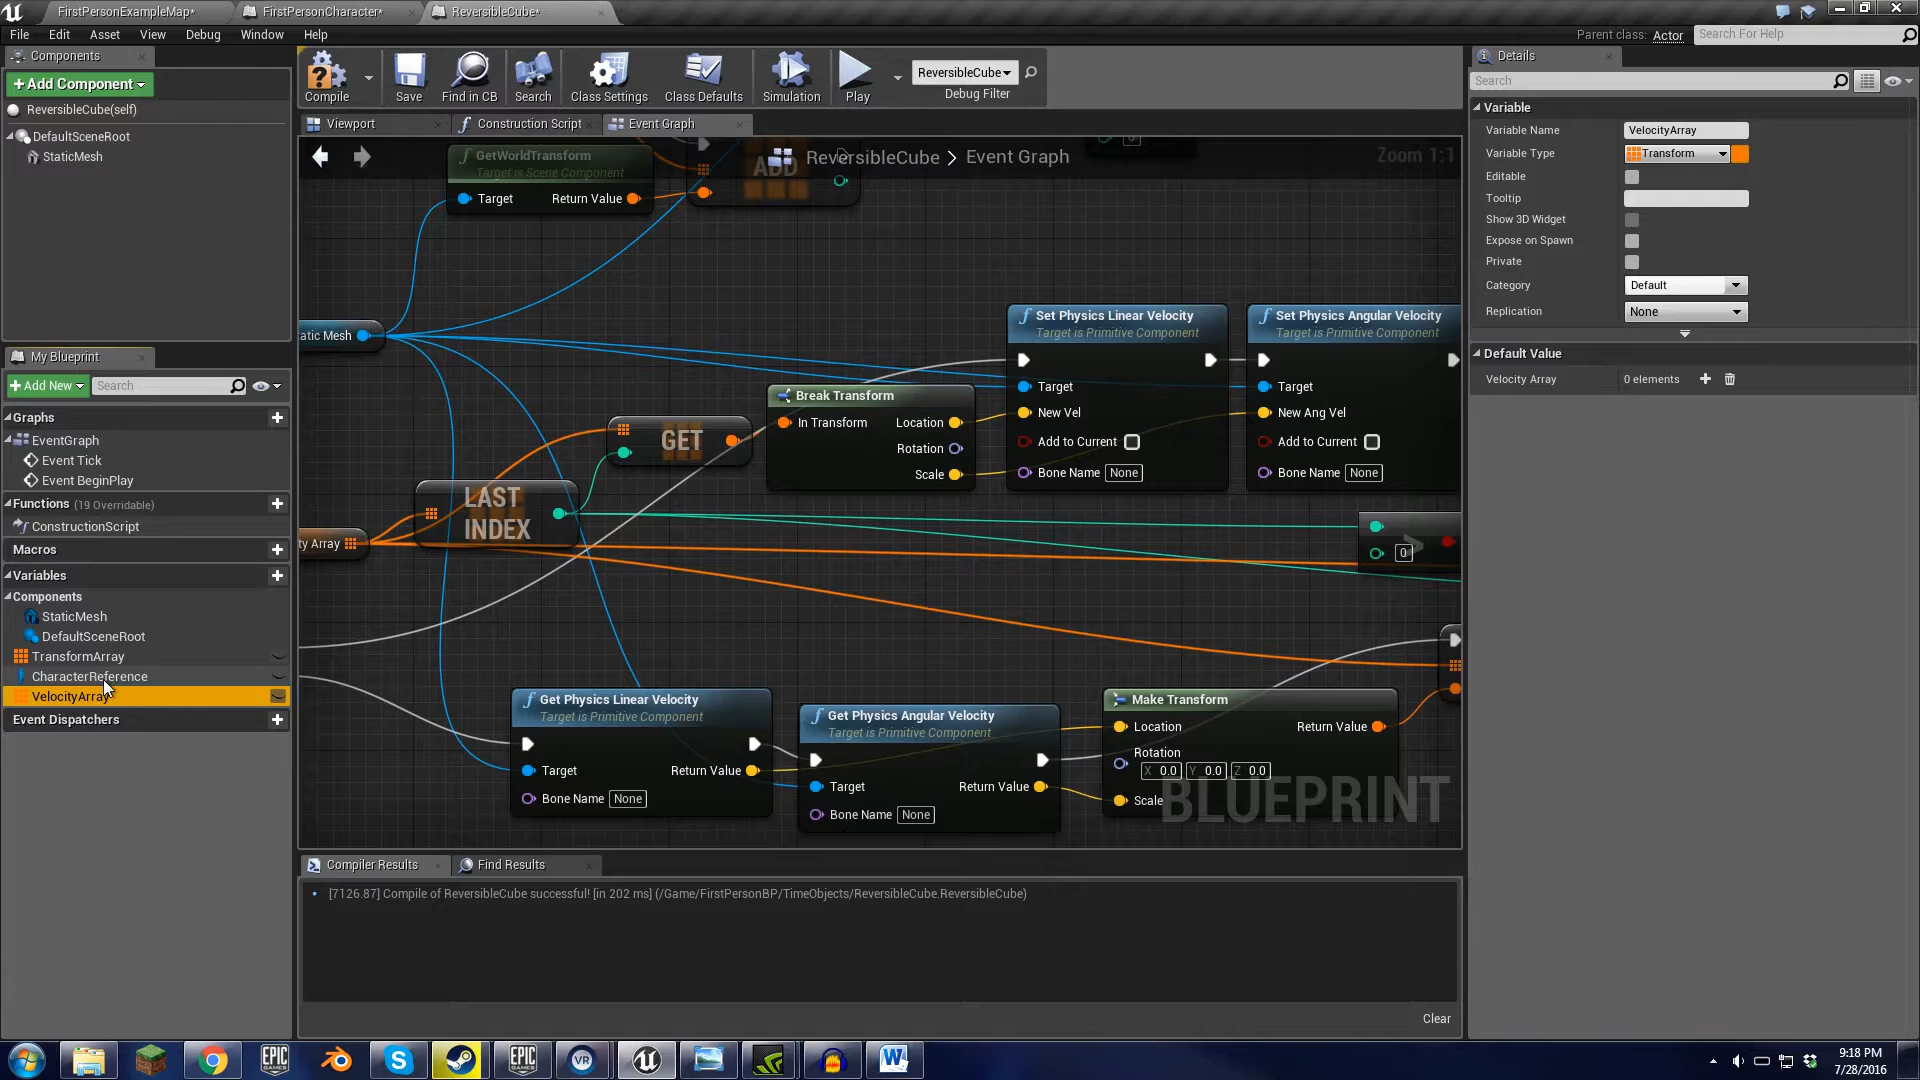 FirstPersonExampleMap*
FirstPersonCharacter*
ReversibleCube*
File Edit Asset View Debug Window Help
Parent class: Actor
Search For Help
Components
+Add Component
ReversibleCube(self)
DefaultSceneRoot
StaticMesh
Compile
Save
Find in CB
Search
Class Settings
Class Defaults
Simulation
Play
ReversibleCube
Debug Filter
Viewport
Construction Script
Event Graph
ReversibleCube > Event Graph
Zoom 1:1
GetWorldTransform
Target is Scene Component
Target Return Value
ADD
0
atic Mesh
Set Physics Linear Velocity
Target is Primitive Component
Target
New Vel
Add to Current
Bone Name None
Set Physics Angular Velocity
Target is Primitive Component
Target
New Ang Vel
Add to Current
Bone Name None
Break Transform
In Transform Location
Rotation
Scale
GET
LAST
INDEX
ty Array
>
0
Get Physics Linear Velocity
Target is Primitive Component
Target Return Value
Bone Name None
Get Physics Angular Velocity
Target is Primitive Component
Target Return Value
Bone Name None
Make Transform
Location Return Value
Rotation
X 0.0 Y 0.0 Z 0.0
Scale
BLUEPRINT
My Blueprint
+Add New
Search
Graphs
EventGraph
Event Tick
Event BeginPlay
Functions (19 Overridable)
ConstructionScript
Macros
Variables
Components
StaticMesh
DefaultSceneRoot
TransformArray
CharacterReference
VelocityArray
Event Dispatchers
Compiler Results
Find Results
[7126.87] Compile of ReversibleCube successful! [in 202 ms] (/Game/FirstPersonBP/TimeObjects/ReversibleCube.ReversibleCube)
Clear
Details
Search
Variable
Variable Name VelocityArray
Variable Type Transform
Editable
Tooltip
Show 3D Widget
Expose on Spawn
Private
Category Default
Replication None
Default Value
Velocity Array 0 elements
EPIC GAMES
EPIC GAMES
VR
9:18 PM
7/28/2016